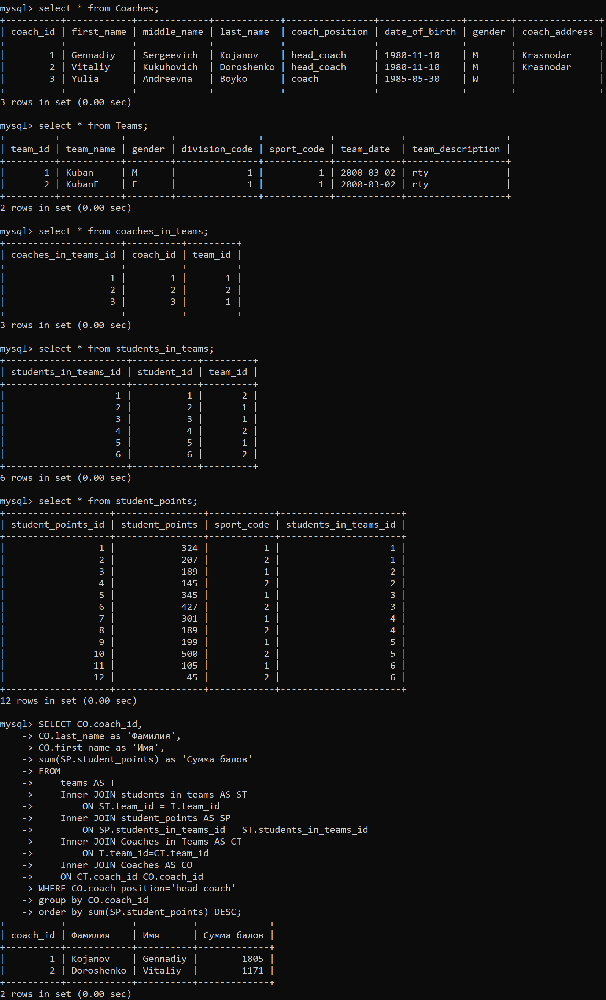 mysql> select * from Coaches;
+----------+------------+-------------+------------+----------------+---------------+--------+---------------+
| coach_id | first_name | middle_name | last_name  | coach_position | date_of_birth | gender | coach_address |
+----------+------------+-------------+------------+----------------+---------------+--------+---------------+
|        1 | Gennadiy   | Sergeevich  | Kojanov    | head_coach     | 1980-11-10    | M      | Krasnodar     |
|        2 | Vitaliy    | Kukuhovich  | Doroshenko | head_coach     | 1980-11-10    | M      | Krasnodar     |
|        3 | Yulia      | Andreevna   | Boyko      | coach          | 1985-05-30    | W      |               |
+----------+------------+-------------+------------+----------------+---------------+--------+---------------+
3 rows in set (0.00 sec)

mysql> select * from Teams;
+---------+-----------+--------+---------------+------------+------------+------------------+
| team_id | team_name | gender | division_code | sport_code | team_date  | team_description |
+---------+-----------+--------+---------------+------------+------------+------------------+
|       1 | Kuban     | M      |             1 |          1 | 2000-03-02 | rty              |
|       2 | KubanF    | F      |             1 |          1 | 2000-03-02 | rty              |
+---------+-----------+--------+---------------+------------+------------+------------------+
2 rows in set (0.00 sec)

mysql> select * from coaches_in_teams;
+---------------------+----------+---------+
| coaches_in_teams_id | coach_id | team_id |
+---------------------+----------+---------+
|                   1 |        1 |       1 |
|                   2 |        2 |       2 |
|                   3 |        3 |       1 |
+---------------------+----------+---------+
3 rows in set (0.00 sec)

mysql> select * from students_in_teams;
+----------------------+------------+---------+
| students_in_teams_id | student_id | team_id |
+----------------------+------------+---------+
|                    1 |          1 |       2 |
|                    2 |          2 |       1 |
|                    3 |          3 |       1 |
|                    4 |          4 |       2 |
|                    5 |          5 |       1 |
|                    6 |          6 |       2 |
+----------------------+------------+---------+
6 rows in set (0.00 sec)

mysql> select * from student_points;
+-------------------+----------------+------------+----------------------+
| student_points_id | student_points | sport_code | students_in_teams_id |
+-------------------+----------------+------------+----------------------+
|                 1 |            324 |          1 |                    1 |
|                 2 |            207 |          2 |                    1 |
|                 3 |            189 |          1 |                    2 |
|                 4 |            145 |          2 |                    2 |
|                 5 |            345 |          1 |                    3 |
|                 6 |            427 |          2 |                    3 |
|                 7 |            301 |          1 |                    4 |
|                 8 |            189 |          2 |                    4 |
|                 9 |            199 |          1 |                    5 |
|                10 |            500 |          2 |                    5 |
|                11 |            105 |          1 |                    6 |
|                12 |             45 |          2 |                    6 |
+-------------------+----------------+------------+----------------------+
12 rows in set (0.00 sec)

mysql> SELECT CO.coach_id,
    -> CO.last_name as 'Фамилия',
    -> CO.first_name as 'Имя',
    -> sum(SP.student_points) as 'Сумма балов'
    -> FROM
    ->     teams AS T
    ->     Inner JOIN students_in_teams AS ST
    ->         ON ST.team_id = T.team_id
    ->     Inner JOIN student_points AS SP
    ->         ON SP.students_in_teams_id = ST.students_in_teams_id
    ->     Inner JOIN Coaches_in_Teams AS CT
    ->         ON T.team_id=CT.team_id
    ->     Inner JOIN Coaches AS CO
    ->     ON CT.coach_id=CO.coach_id
    -> WHERE CO.coach_position='head_coach'
    -> group by CO.coach_id
    -> order by sum(SP.student_points) DESC;
+----------+------------+----------+-------------+
| coach_id | Фамилия    | Имя      | Сумма балов |
+----------+------------+----------+-------------+
|        1 | Kojanov    | Gennadiy |        1805 |
|        2 | Doroshenko | Vitaliy  |        1171 |
+----------+------------+----------+-------------+
2 rows in set (0.00 sec)